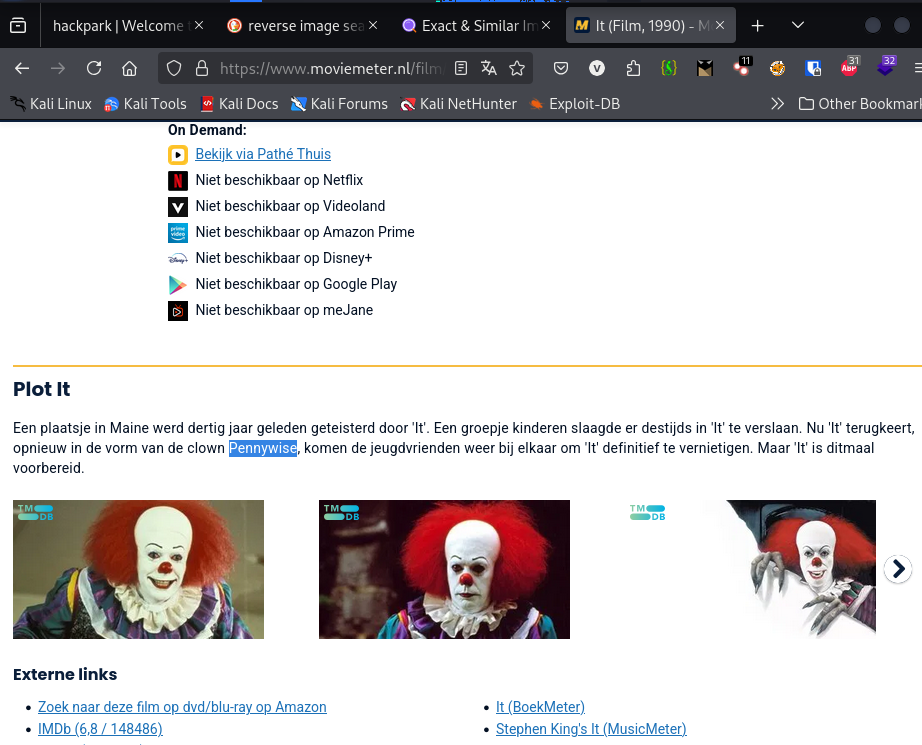 hackpark | Welcome
reverse image sea
Exact & Similar Im
It (Film, 1990) - M
https://www.moviemeter.nl/film/
11
31
32
Kali Linux
Kali Tools
Kali Docs
Kali Forums
Kali NetHunter
Exploit-DB
Other Bookmar
On Demand:
Bekijk via Pathé Thuis
Niet beschikbaar op Netflix
Niet beschikbaar op Videoland
Niet beschikbaar op Amazon Prime
Niet beschikbaar op Disney+
Niet beschikbaar op Google Play
Niet beschikbaar op meJane
Plot It
Een plaatsje in Maine werd dertig jaar geleden geteisterd door 'It'. Een groepje kinderen slaagde er destijds in 'It' te verslaan. Nu 'It' terugkeert,
opnieuw in de vorm van de clown Pennywise, komen de jeugdvrienden weer bij elkaar om 'It' definitief te vernietigen. Maar 'It' is ditmaal
voorbereid.
TM DB
TM DB
TM DB
Externe links
Zoek naar deze film op dvd/blu-ray op Amazon
IMDb (6,8 / 148486)
It (BoekMeter)
Stephen King's It (MusicMeter)